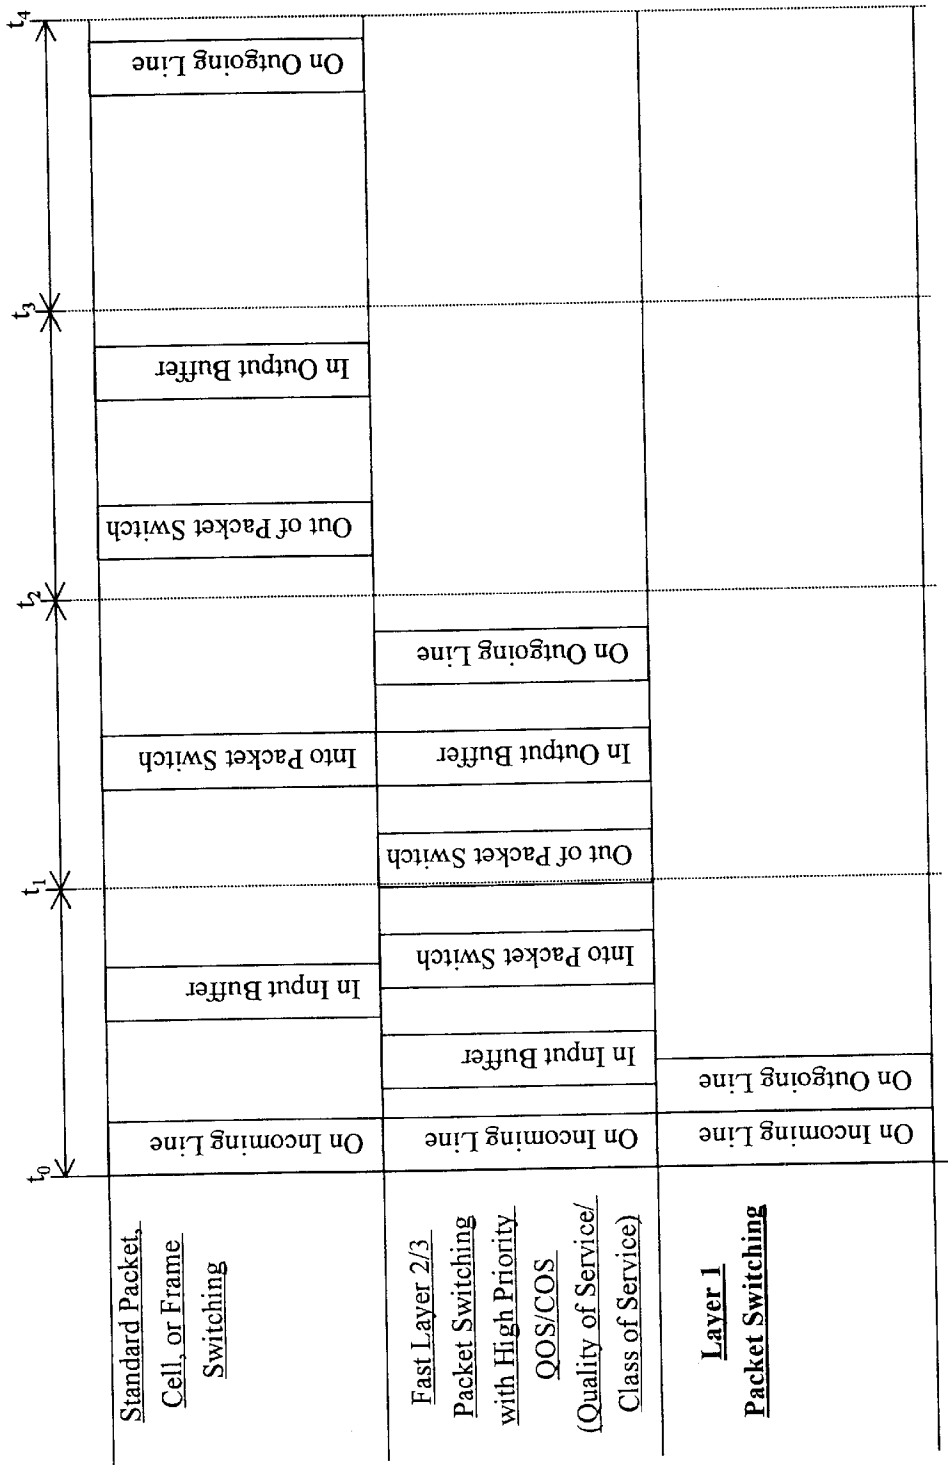 t0
t1
t2
t3
t4
Standard Packet,
Cell, or Frame
Switching
On Incoming Line
In Input Buffer
Into Packet Switch
Out of Packet Switch
In Output Buffer
On Outgoing Line
Fast Layer 2/3
Packet Switching
with High Priority
QOS/COS
(Quality of Service/
Class of Service)
On Incoming Line
In Input Buffer
Into Packet Switch
Out of Packet Switch
In Output Buffer
On Outgoing Line
Layer 1
Packet Switching
On Incoming Line
On Outgoing Line